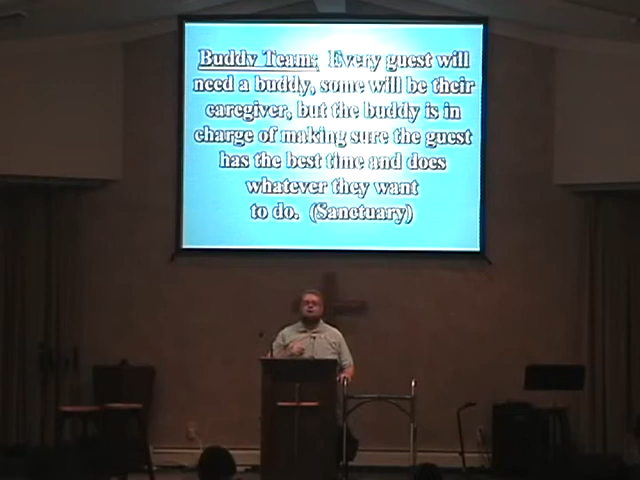 Buddy Team: Every guest will
need a buddy, some will be their
caregiver, but the buddy is in
charge of making sure the guest
has the best time and does
whatever they want
to do. (Sanctuary)